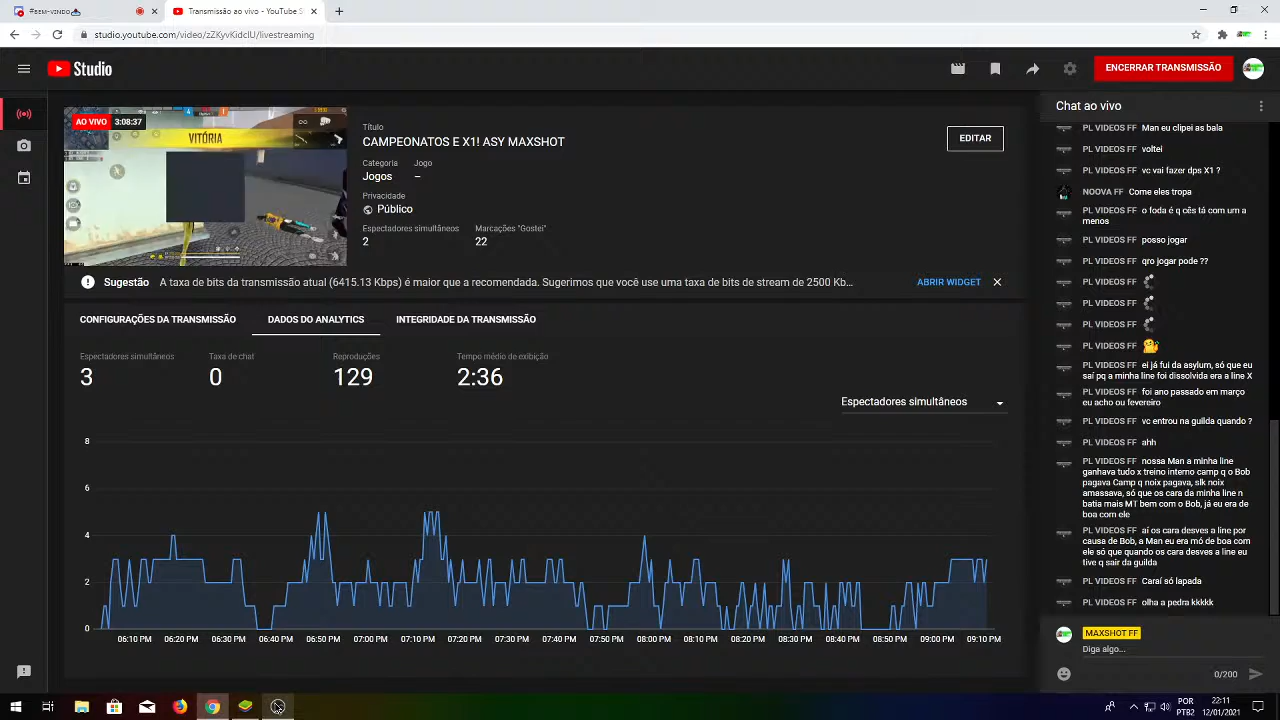 #BEM-VINDO
Transmissão ao vivo - YouTube S
studio.youtube.com/video/zZKyvKidcIU/livestreaming
Studio
ENCERRAR TRANSMISSÃO
AO VIVO 3:08:37
VITÓRIA
Título
CAMPEONATOS E X1! ASY MAXSHOT
EDITAR
Categoria Jogo
Jogos –
Privacidade
Público
Espectadores simultâneos Marcações "Gostei"
2 22
Sugestão A taxa de bits da transmissão atual (6415.13 Kbps) é maior que a recomendada. Sugerimos que você use uma taxa de bits de stream de 2500 Kb...
ABRIR WIDGET
CONFIGURAÇÕES DA TRANSMISSÃO DADOS DO ANALYTICS INTEGRIDADE DA TRANSMISSÃO
Espectadores simultâneos Taxa de chat Reproduções Tempo médio de exibição
3 0 129 2:36
Espectadores simultâneos
8
6
4
2
0
06:10 PM 06:20 PM 06:30 PM 06:40 PM 06:50 PM 07:00 PM 07:10 PM 07:20 PM 07:30 PM 07:40 PM 07:50 PM 08:00 PM 08:10 PM 08:20 PM 08:30 PM 08:40 PM 08:50 PM 09:00 PM 09:10 PM
Chat ao vivo
PL VIDEOS FF Man eu clipei as bala
PL VIDEOS FF voltei
PL VIDEOS FF vc vai fazer dps X1 ?
NOOVA FF Come eles tropa
PL VIDEOS FF o foda é q cês tá com um a
menos
PL VIDEOS FF posso jogar
PL VIDEOS FF qro jogar pode ??
PL VIDEOS FF
PL VIDEOS FF
PL VIDEOS FF
PL VIDEOS FF
PL VIDEOS FF el já fui da asylum, só que eu
saí pq a minha line foi dissolvida era a line X
PL VIDEOS FF foi ano passado em março
eu acho ou fevereiro
PL VIDEOS FF vc entrou na guilda quando ?
PL VIDEOS FF ahh
PL VIDEOS FF nossa Man a minha line
ganhava tudo x treino interno camp q o Bob
pagava Camp q noix pagava, slk noix
amassava, só que os cara da minha line n
batia mais MT bem com o Bob, já eu era de
boa com ele
PL VIDEOS FF aí os cara desves a line por
causa de Bob, a Man eu era mó de boa com
ele só que quando os cara desves a line eu
tive q sair da guilda
PL VIDEOS FF Caraí só lapada
PL VIDEOS FF olha a pedra kkkkk
MAXSHOT FF
Diga algo...
0/200
POR
PTB2
22:11
12/01/2021